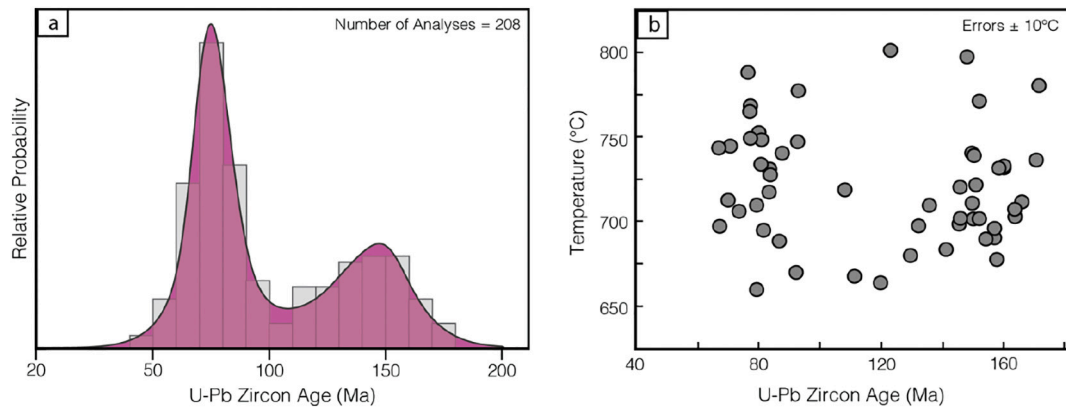 a
Number of Analyses = 208
Relative Probability
20
50
100
150
200
U-Pb Zircon Age (Ma)
b
Errors ± 10°C
Temperature (°C)
800
750
700
650
40
80
120
160
U-Pb Zircon Age (Ma)